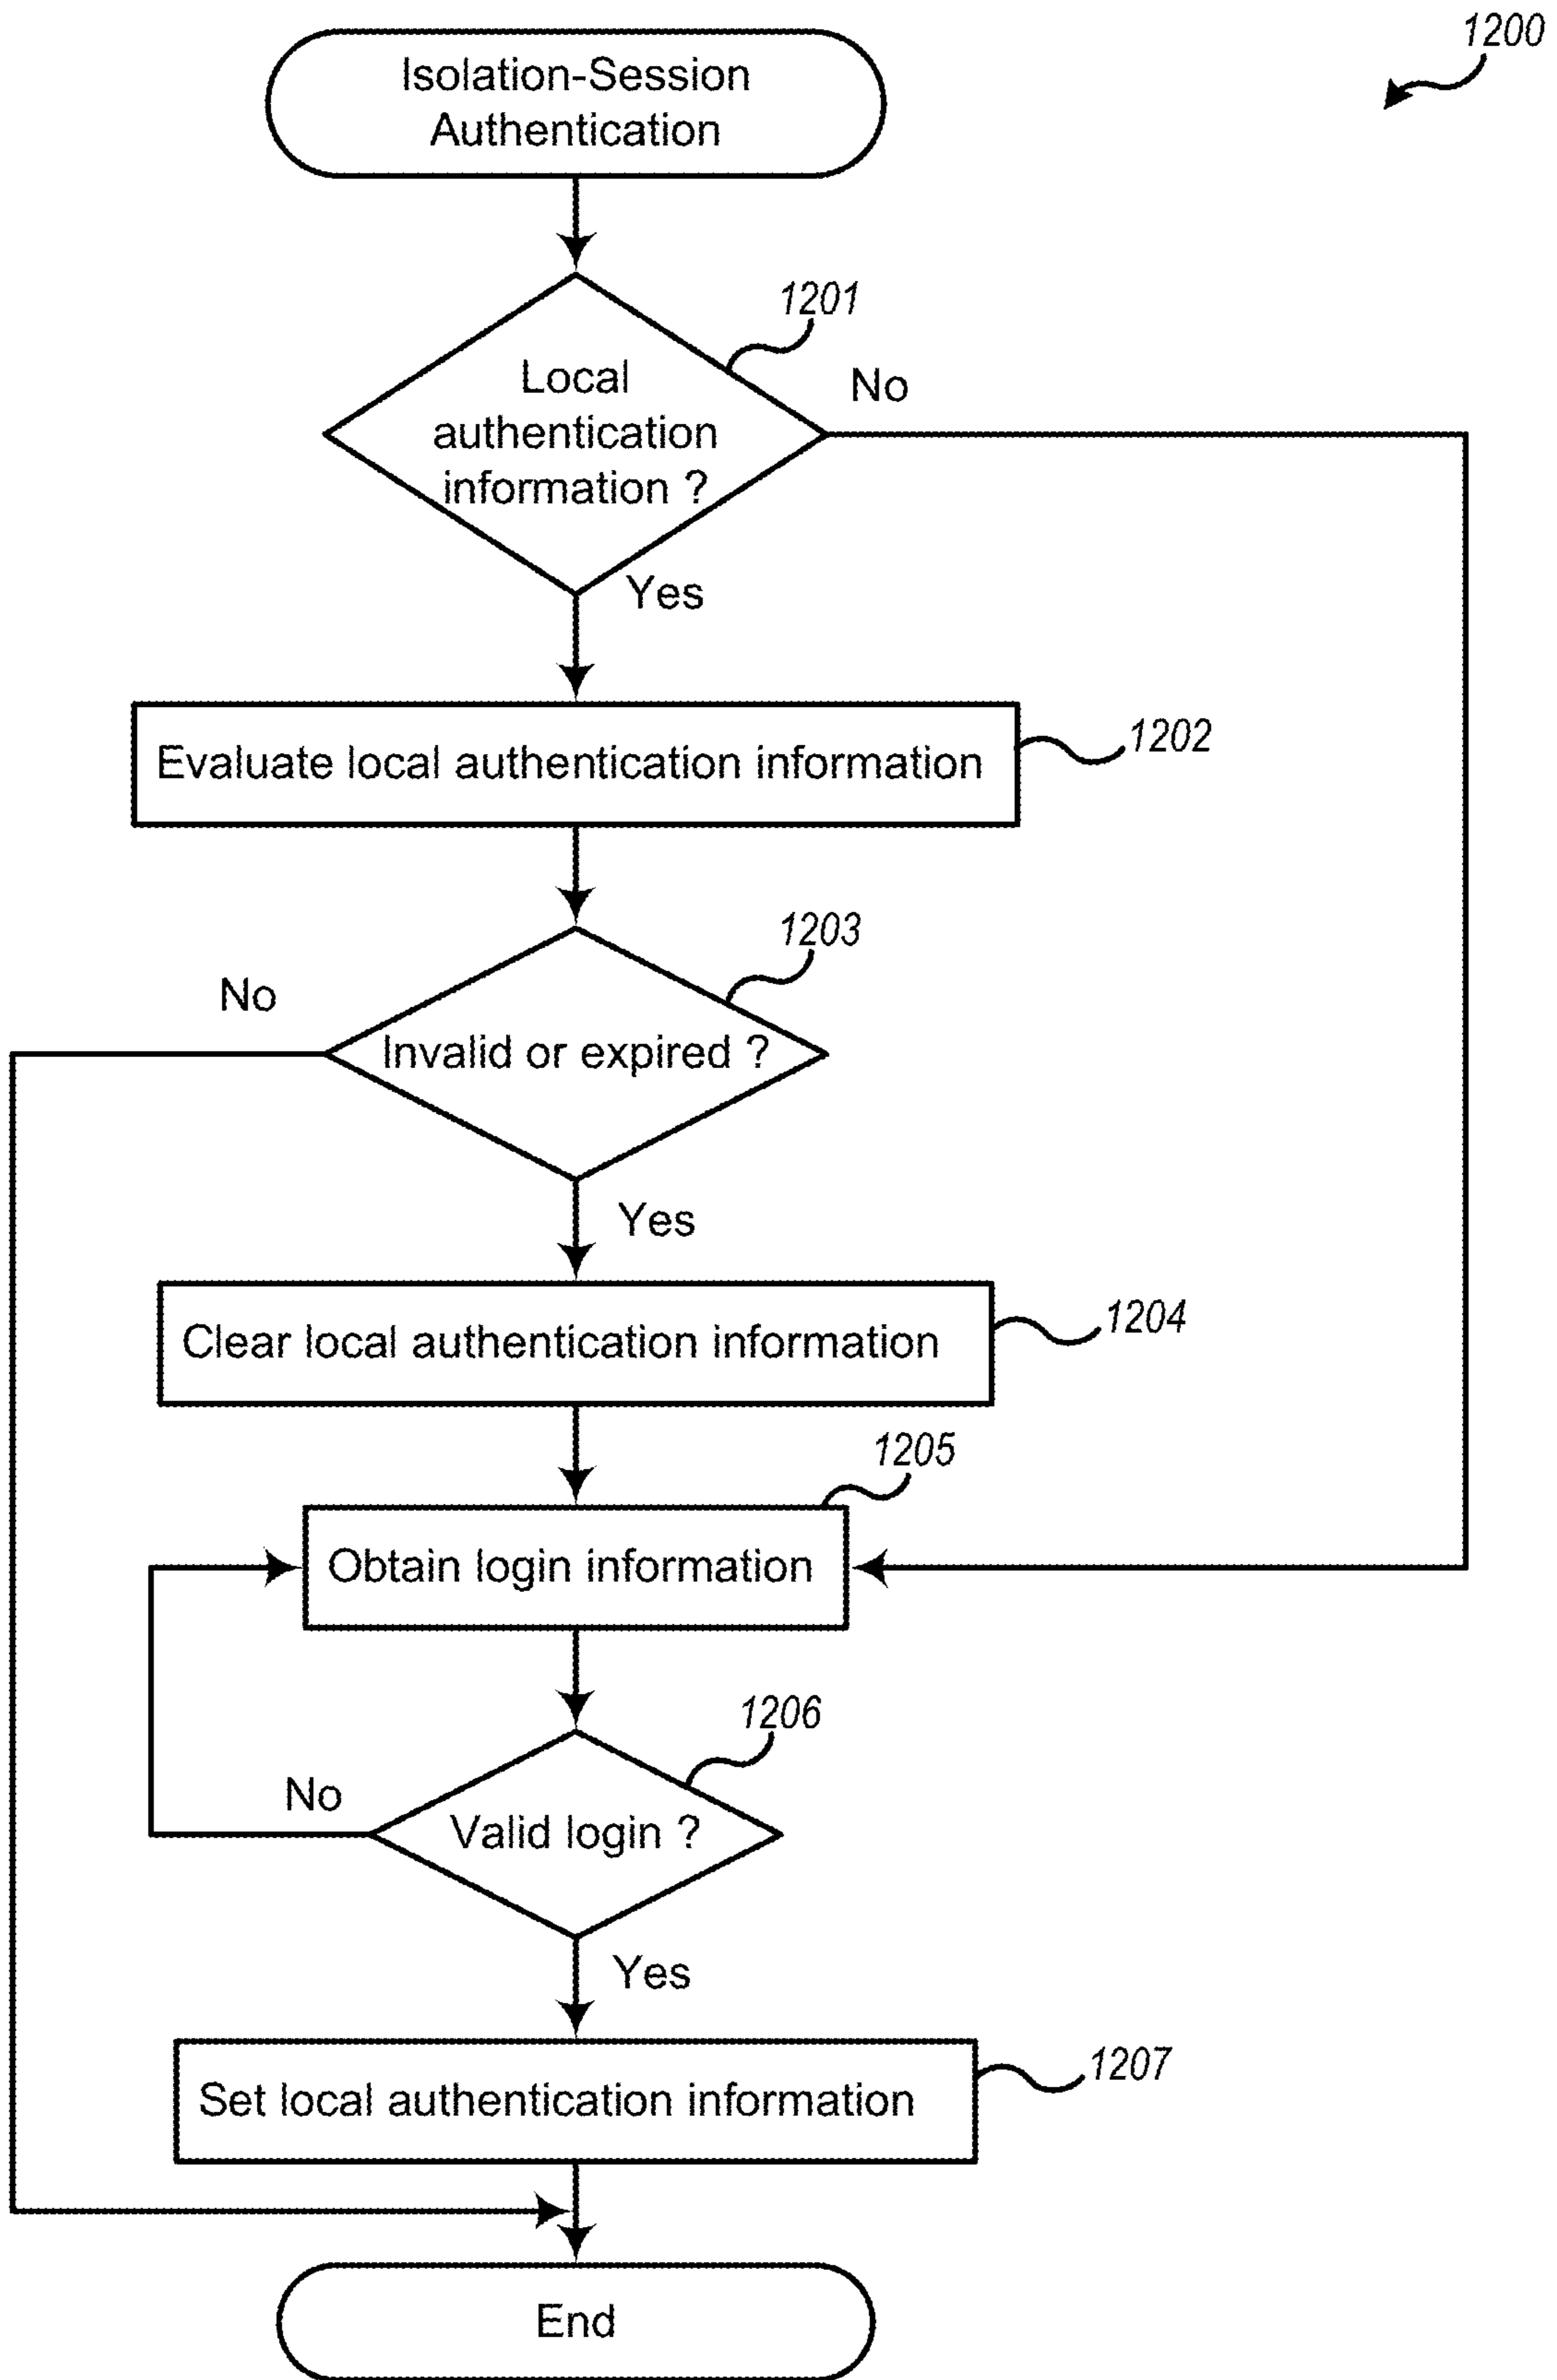 1200
Isolation-Session
Authentication
1201
Local
authentication
information ?
No
Yes
Evaluate local authentication information
1202
1203
No
Invalid or expired ?
Yes
Clear local authentication information
1204
1205
Obtain login information
1206
No
Valid login ?
Yes
Set local authentication information
1207
End